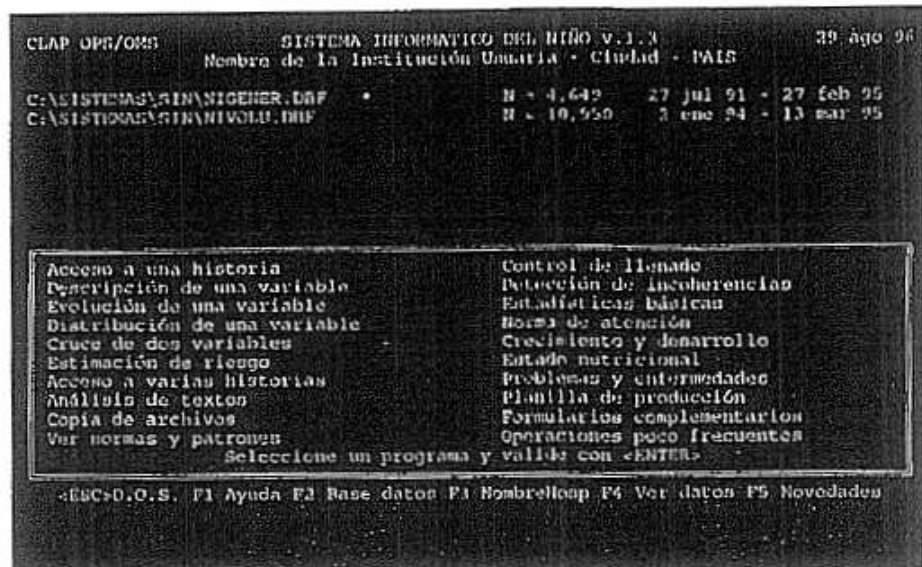 CLAP OPS/OMS SISTEMA INFORMATICO DEL NIÑO v.1.3 29 ago 96
Nombre de la Institución Usuaria - Ciudad - PAIS
C:\SISTEMAS\SIN\NIGENER.DBF * N = 4,649 27 jul 91 - 27 feb 95
C:\SISTEMAS\SIN\NIVOLU.DBF N = 10,950 2 ene 94 - 13 mar 95
Acceso a una historia Control de llenado
Descripción de una variable Detección de incoherencias
Evolución de una variable Estadísticas básicas
Distribución de una variable Norma de atención
Cruce de dos variables Crecimiento y desarrollo
Estimación de riesgo Estado nutricional
Acceso a varias historias Problemas y enfermedades
Análisis de textos Planilla de producción
Copia de archivos Formularios complementarios
Ver normas y patrones Operaciones poco frecuentes
Seleccione un programa y valide con <ENTER>
<ESC>D.O.S. F1 Ayuda F2 Base datos F3 NombreHosp F4 Ver datos F5 Novedades